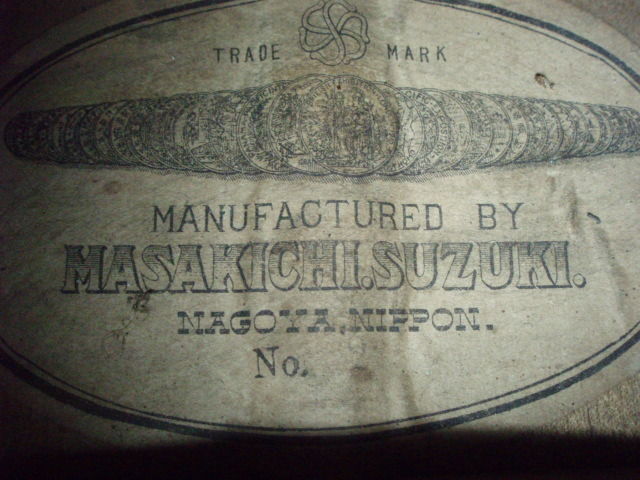 TRADE MARK
MANUFACTURED BY
MASAKICHI.SUZUKI.
NAGOYA, NIPPON.
No.